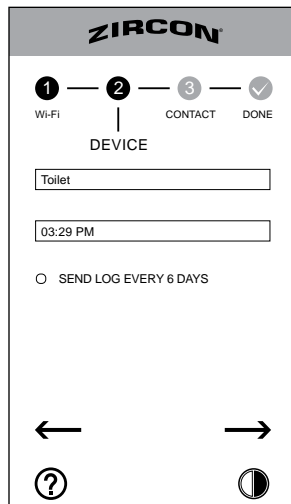 ZIRCON®
1 2 3
Wi-Fi CONTACT DONE
DEVICE
Toilet
03:29 PM
SEND LOG EVERY 6 DAYS
?